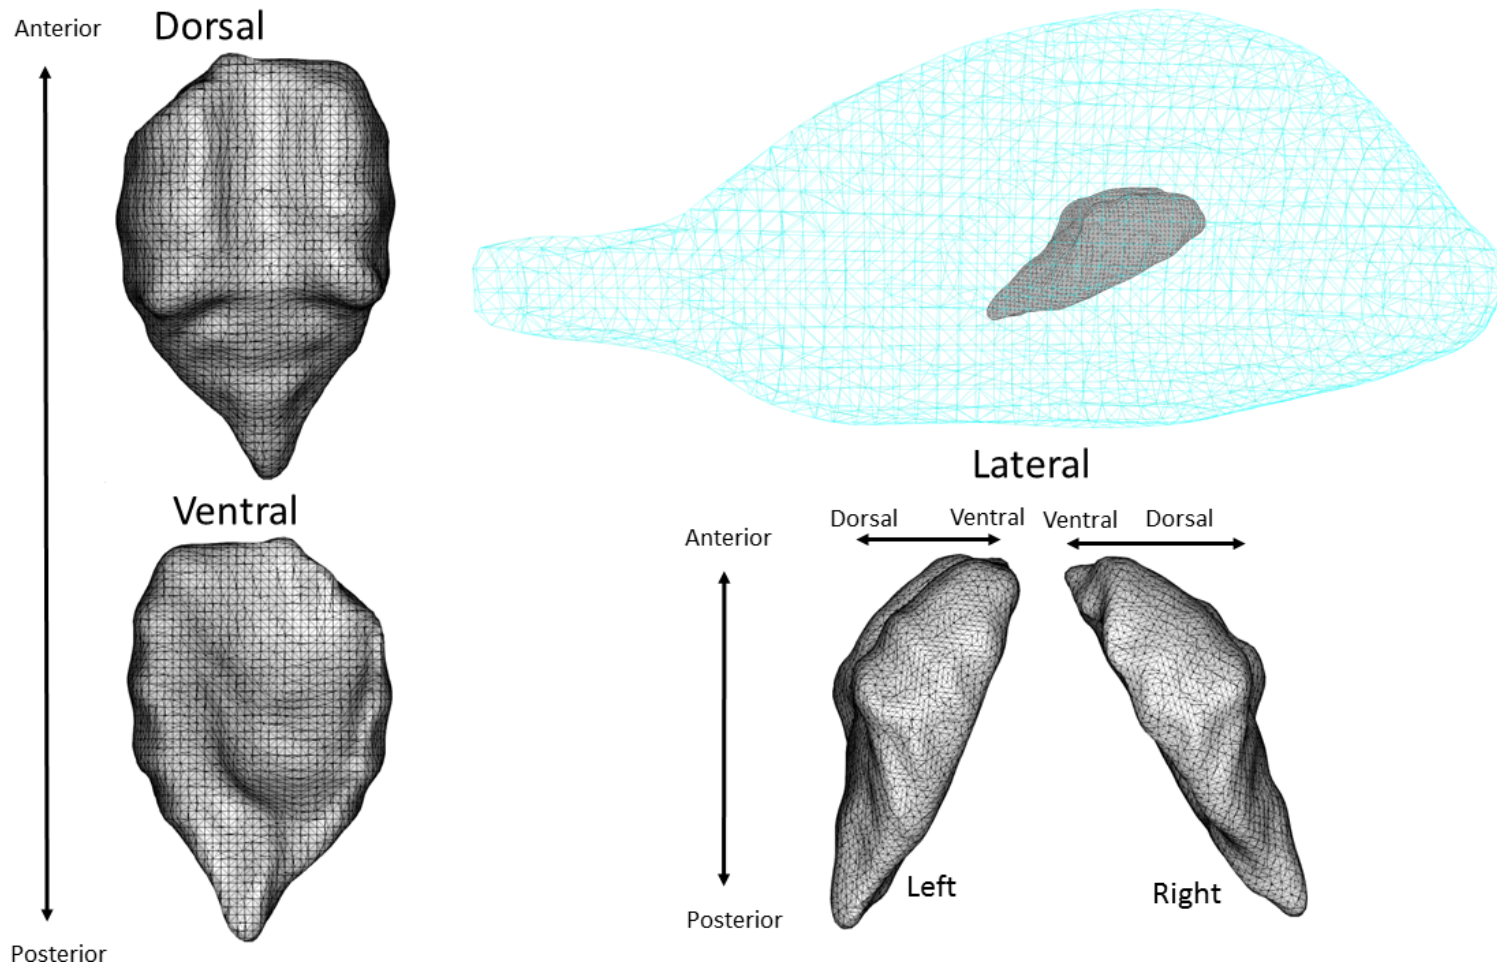 Anterior
Dorsal
Ventral
Posterior
Lateral
Dorsal
Ventral
Ventral
Dorsal
Anterior
Left
Right
Posterior